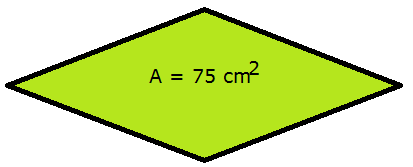 A = 75 cm²